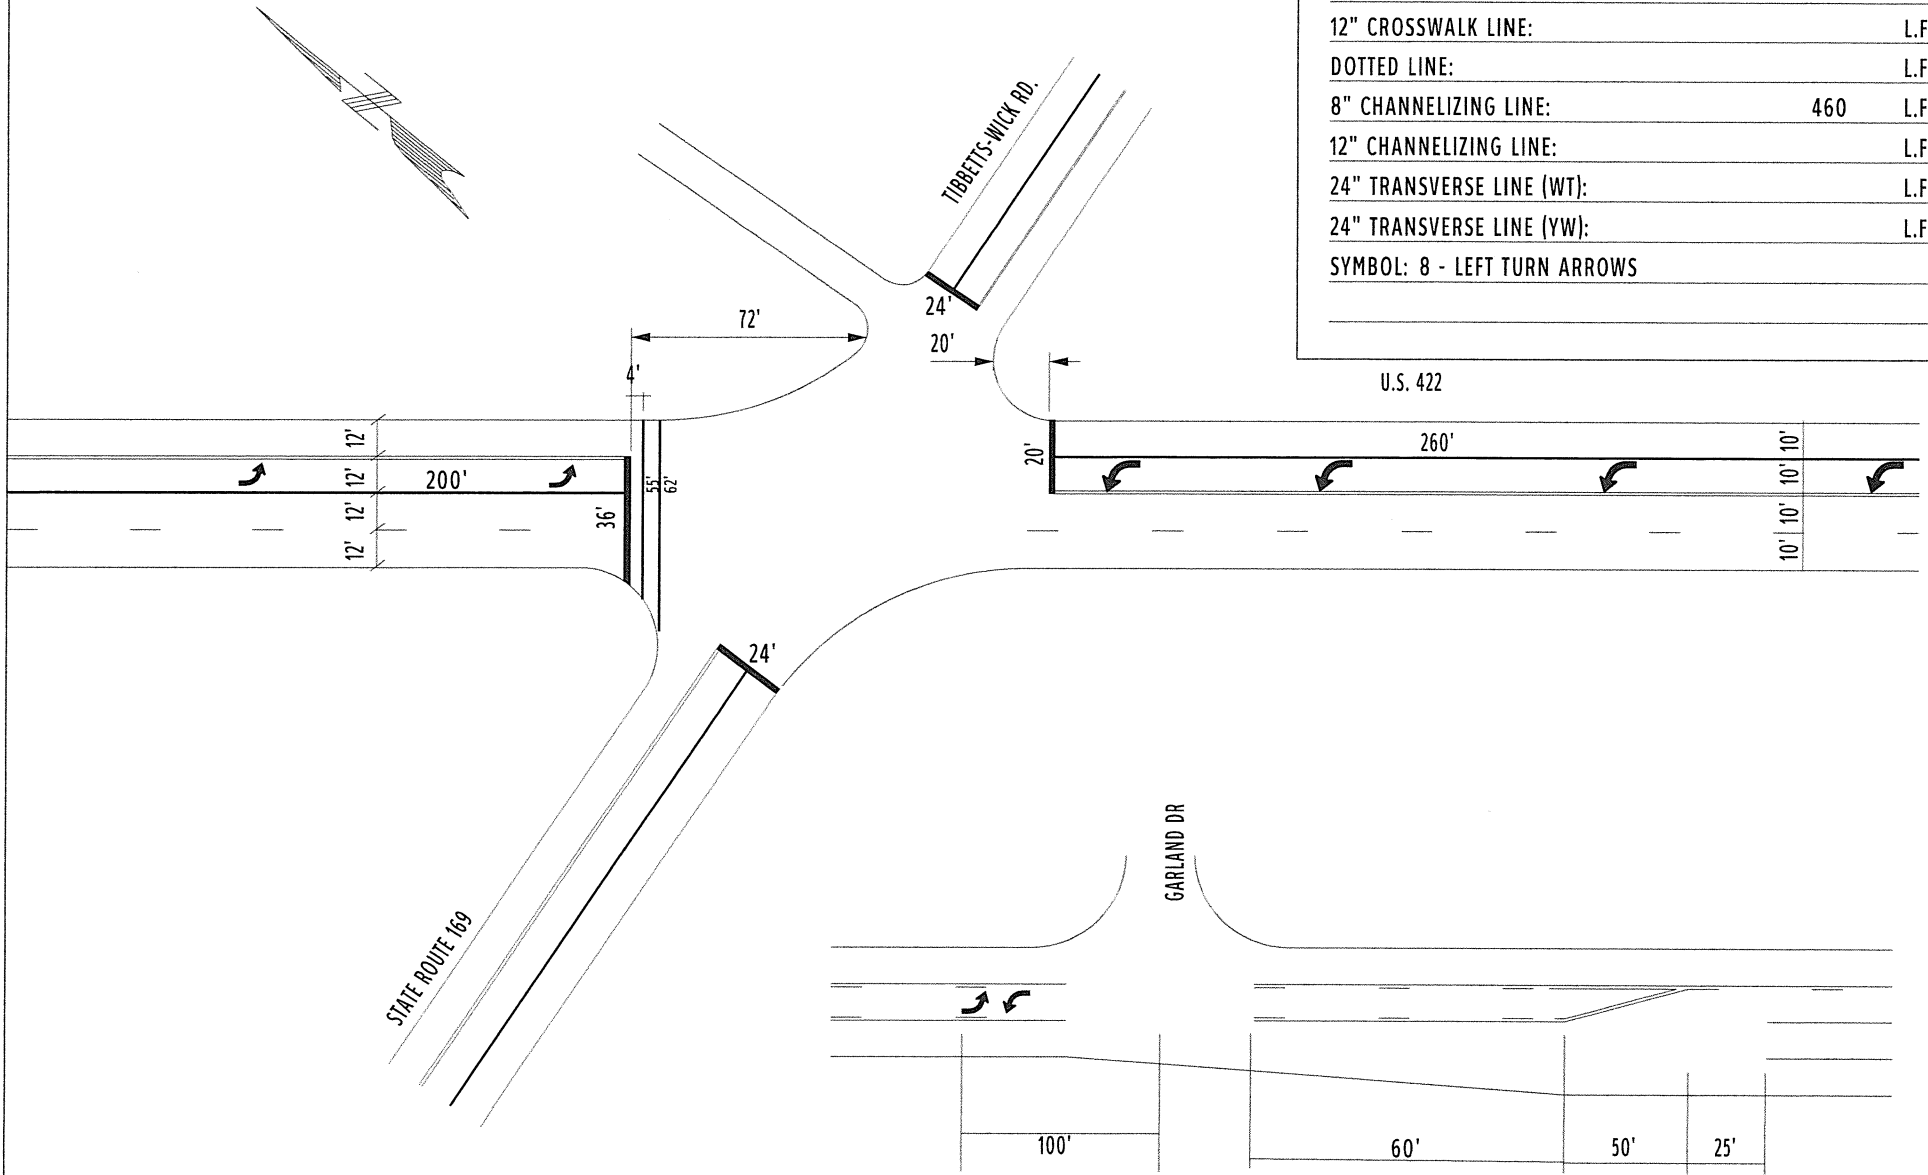 12" CROSSWALK LINE: L.F
DOTTED LINE: L.F
8" CHANNELIZING LINE: 460 L.F
12" CHANNELIZING LINE: L.F
24" TRANSVERSE LINE (WT): L.F
24" TRANSVERSE LINE (YW): L.F
SYMBOL: 8 - LEFT TURN ARROWS
TIBBETTS-WICK RD.
24'
72'
20'
4'
U.S. 422
12'
12'
12'
12'
200'
36'
55'
62'
20'
260'
10'
10'
10'
10'
24'
STATE ROUTE 169
GARLAND DR
100'
60'
50'
25'